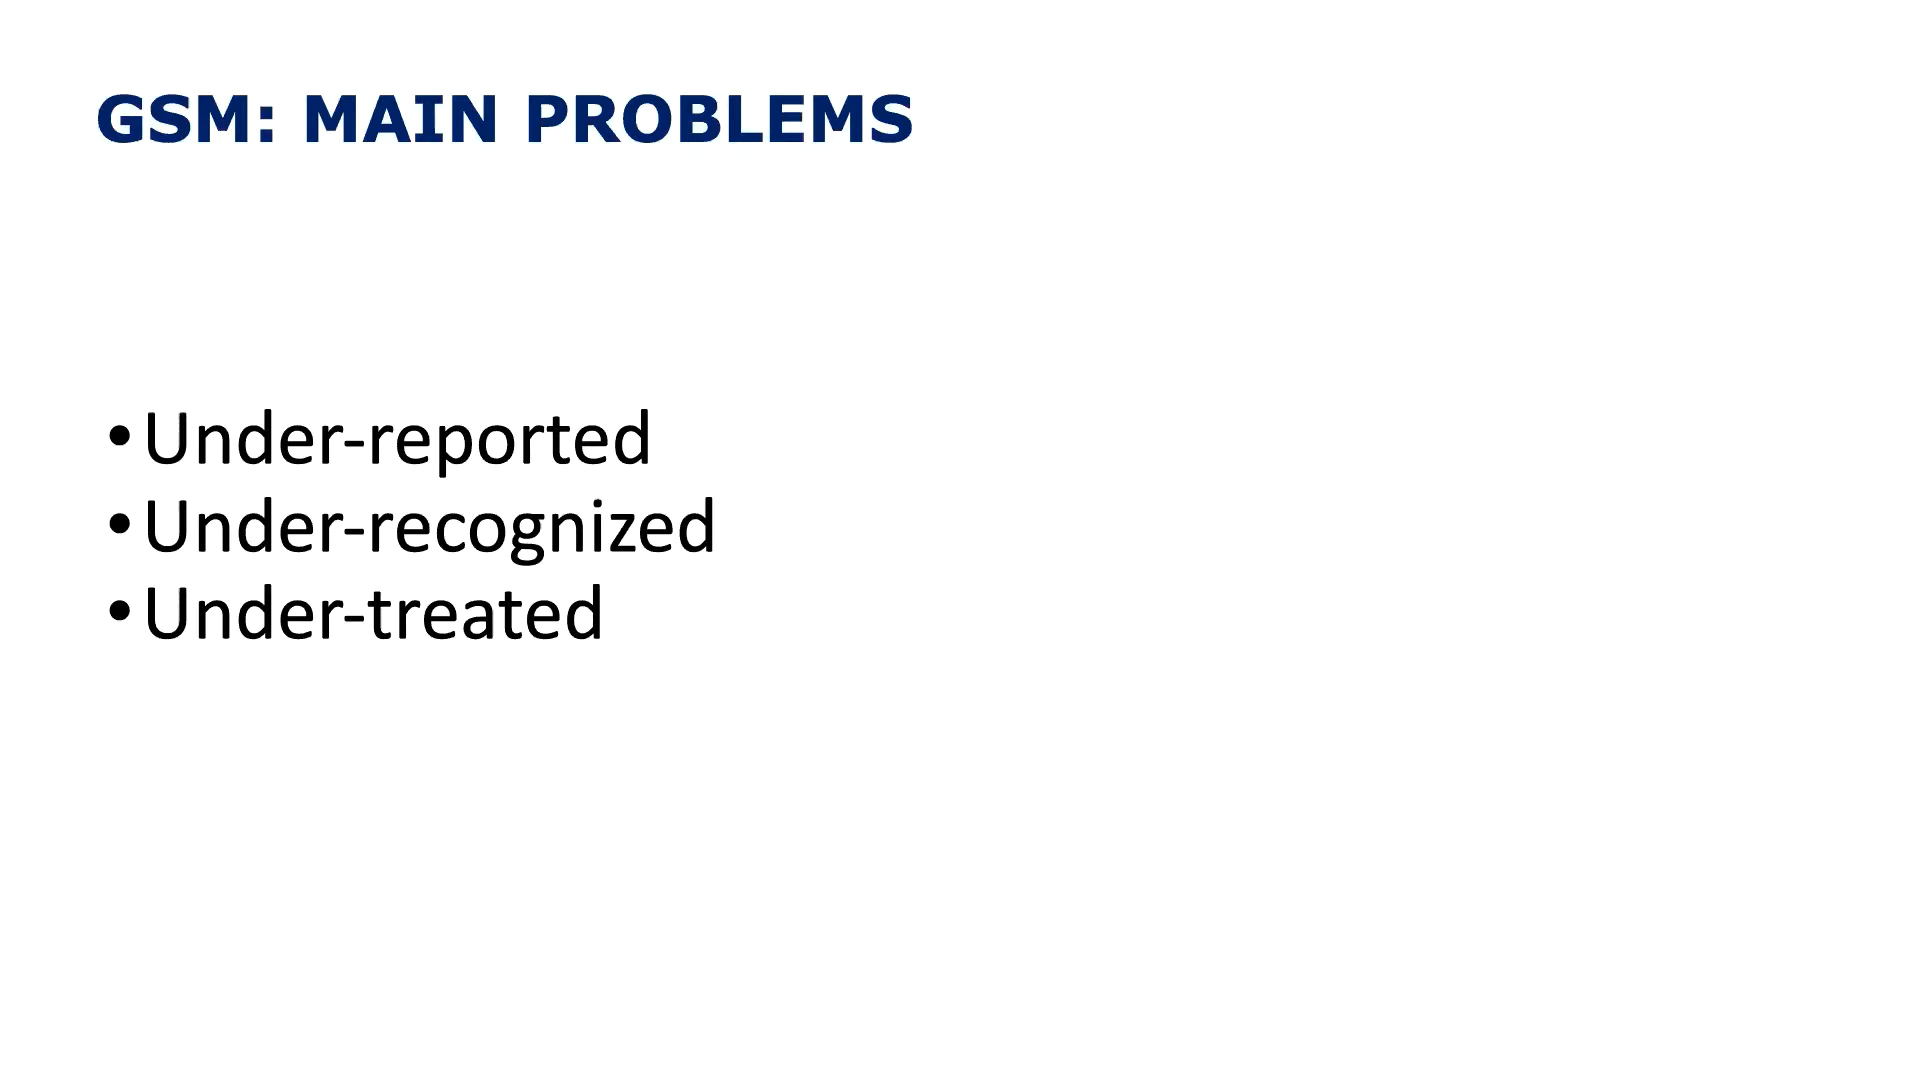 GSM: MAIN PROBLEMS
• Under-reported
• Under-recognized
• Under-treated